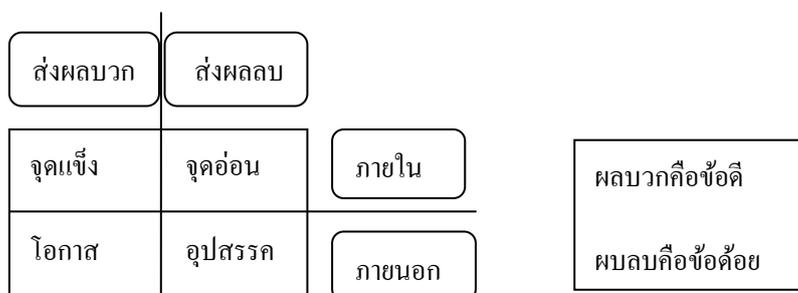 ส่งผลบวก ส่งผลลบ
จุดแข็ง จุดอ่อน ภายใน
โอกาส อุปสรรค ภายนอก
ผลบวกคือข้อดี
ผบลบคือข้อด้อย